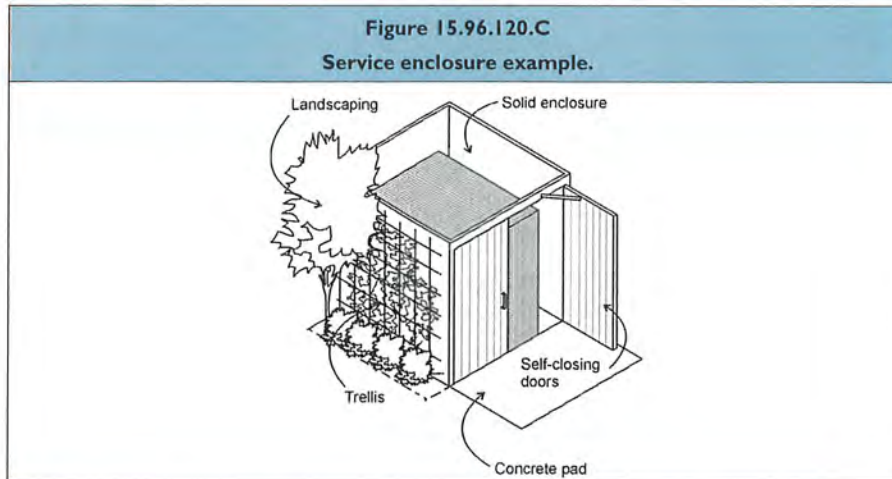 Figure 15.96.120.C
Service enclosure example.
Landscaping
Solid enclosure
Self-closing
doors
Trellis
Concrete pad